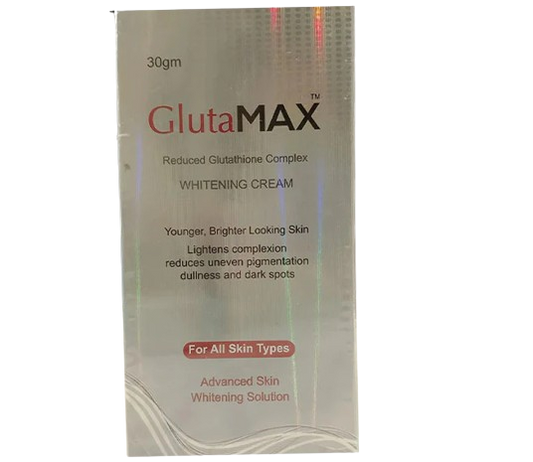 30gm
GlutaMAX™
Reduced Glutathione Complex
WHITENING CREAM
Younger, Brighter Looking Skin
Lightens complexion
reduces uneven pigmentation
dullness and dark spots
For All Skin Types
Advanced Skin
Whitening Solution